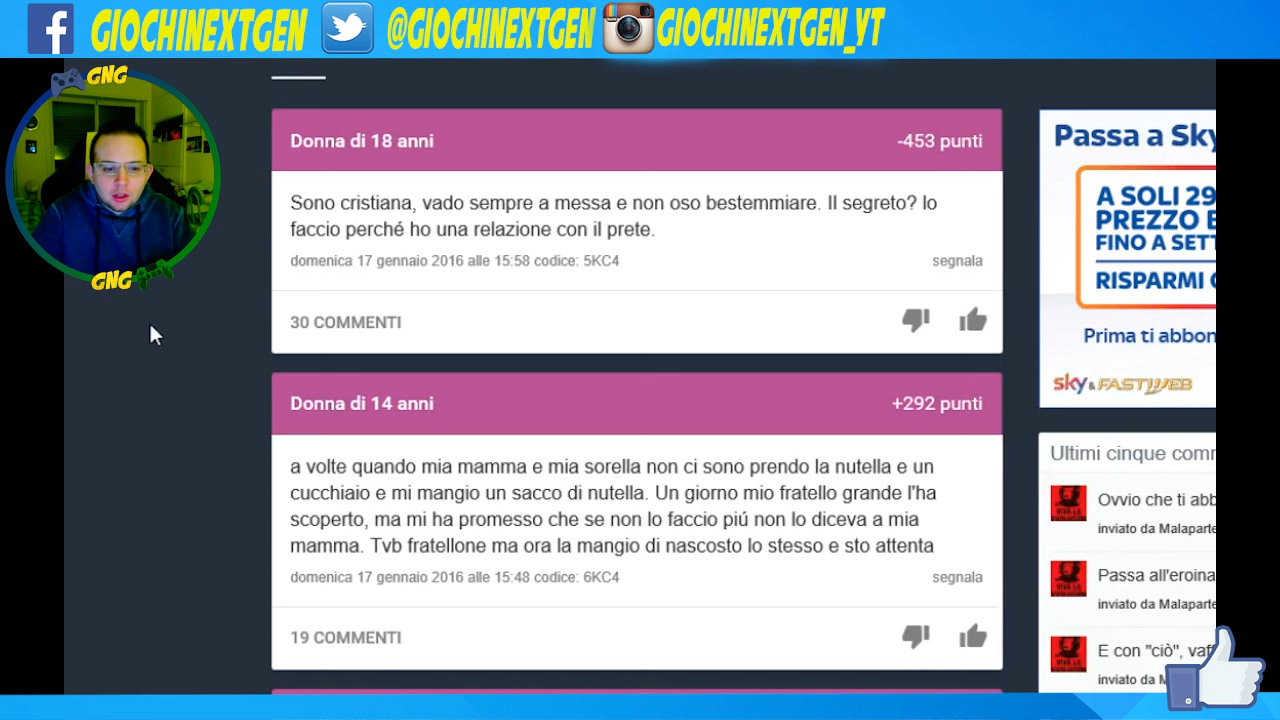 GIOCHINEXTGEN @GIOCHINEXTGEN GIOCHINEXTGEN_YT
GNG
GNG
Donna di 18 anni -453 punti
Sono cristiana, vado sempre a messa e non oso bestemmiare. Il segreto? lo
faccio perché ho una relazione con il prete.
domenica 17 gennaio 2016 alle 15:58 codice: 5KC4 segnala
30 COMMENTI
Donna di 14 anni +292 punti
a volte quando mia mamma e mia sorella non ci sono prendo la nutella e un
cucchiaio e mi mangio un sacco di nutella. Un giorno mio fratello grande l'ha
scoperto, ma mi ha promesso che se non lo faccio piú non lo diceva a mia
mamma. Tvb fratellone ma ora la mangio di nascosto lo stesso e sto attenta
domenica 17 gennaio 2016 alle 15:48 codice: 6KC4 segnala
19 COMMENTI
Passa a Sky
A SOLI 29
PREZZO
FINO A SETT
RISPARMI
Prima ti abbon
sky & FASTWEB
Ultimi cinque comm
Ovvio che ti abb
inviato da Malaparte
Passa all'eroina
inviato da Malaparte
E con "ciò", vaff
inviato da M